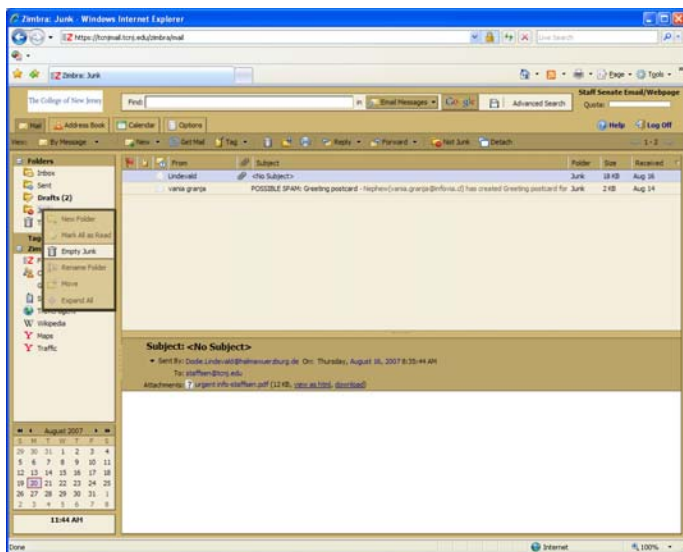 Zimbra: Junk - Windows Internet Explorer
https://tcnjmail.tcnj.edu/zimbra/mail
Live Search
Zimbra: Junk
Page Tools
The College of New Jersey
Find: in Email Messages Google Advanced Search
Staff Senate Email/Webpage
Quota:
Mail Address Book Calendar Options
Help Log Off
View: By Message New Get Mail Tag Reply Forward Not Junk Detach 1-2
Folders
Inbox
Sent
Drafts (2)
New Folder
Mark All as Read
Empty Junk
Rename Folder
Move
Expand All
Wikipedia
Maps
Traffic
From Subject Folder Size Received
Lindevald <No Subject> Junk 18 KB Aug 16
vania granja POSSIBLE SPAM: Greeting postcard - Nephew(vania.granja@infovia.cl) has created Greeting postcard for Junk 2 KB Aug 14
Subject: <No Subject>
Sent By: Dodie.Lindevald@heimawuerzburg.de On: Thursday, August 16, 2007 8:35:44 AM
To: staffsen@tcnj.edu
Attachments: urgent info-staffsen.pdf (12 KB, view as html, download)
August 2007
S M T W T F S
29 30 31 1 2 3 4
5 6 7 8 9 10 11
12 13 14 15 16 17 18
19 20 21 22 23 24 25
26 27 28 29 30 31 1
2 3 4 5 6 7 8
11:44 AM
Done Internet 100%